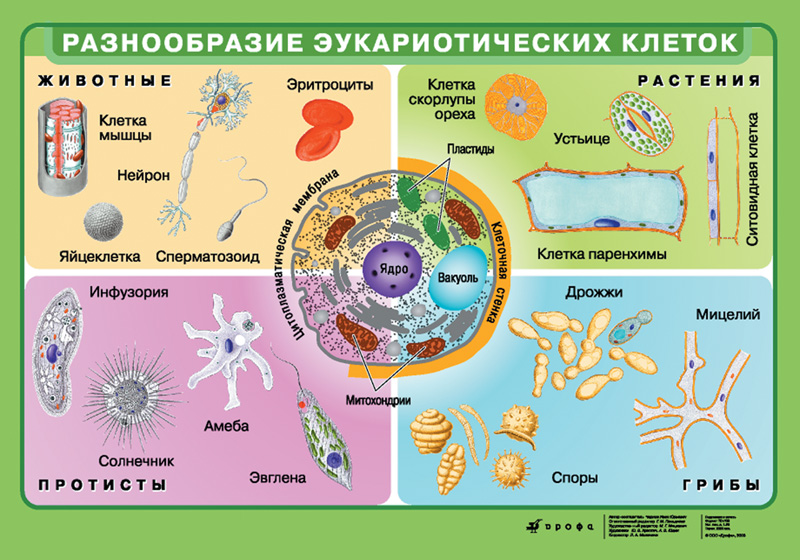 РАЗНООБРАЗИЕ ЭУКАРИОТИЧЕСКИХ КЛЕТОК
ЖИВОТНЫЕ
Клетка
мышцы
Нейрон
Эритроциты
Яйцеклетка
Сперматозоид
РАСТЕНИЯ
Клетка
скорлупы
ореха
Устьице
Ситовидная клетка
Клетка паренхимы
Пластиды
Цитоплазматическая мембрана
Клеточная стенка
Ядро
Вакуоль
Митохондрии
Инфузория
Амеба
Солнечник
Эвглена
ПРОТИСТЫ
Дрожжи
Мицелий
Споры
ГРИБЫ
дрофа